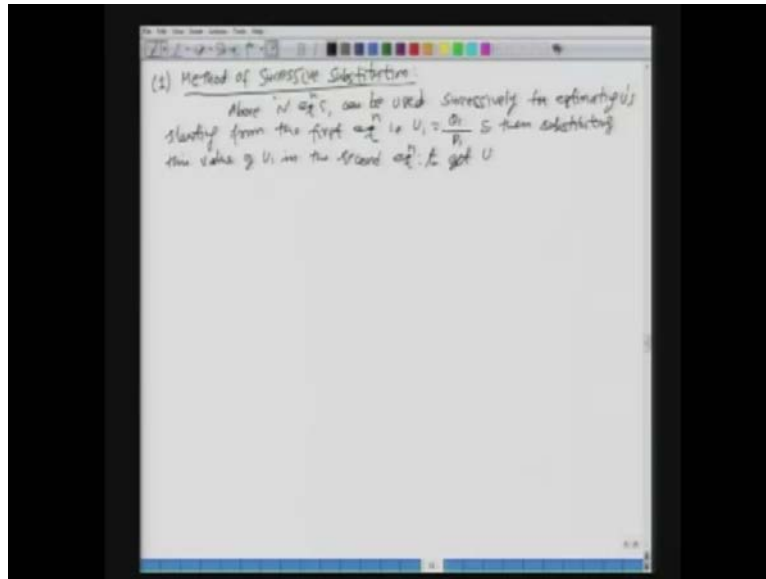 (1) Method of Successive Substitution:
Above 'N' eqⁿs, can be used successively for estimating U's
starting from the first eqⁿ i.e. U₁ = Q₁/P₁ & then substituting
this value of U₁ in the second eqⁿ: to get U